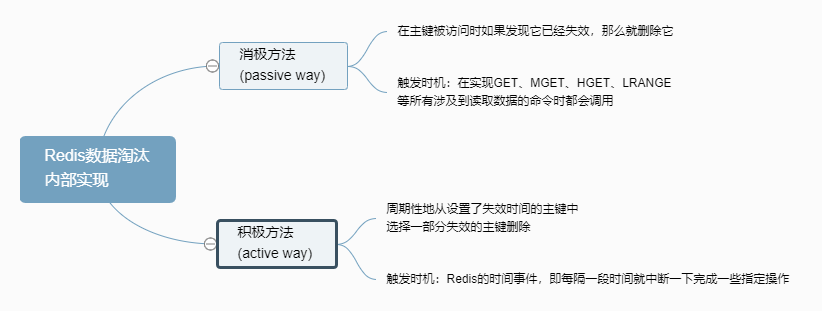 消极方法
(passive way)
在主键被访问时如果发现它已经失效，那么就删除它
触发时机：在实现GET、MGET、HGET、LRANGE
等所有涉及到读取数据的命令时都会调用
Redis数据淘汰
内部实现
积极方法
(active way)
周期性地从设置了失效时间的主键中
选择一部分失效的主键删除
触发时机：Redis的时间事件，即每隔一段时间就中断一下完成一些指定操作